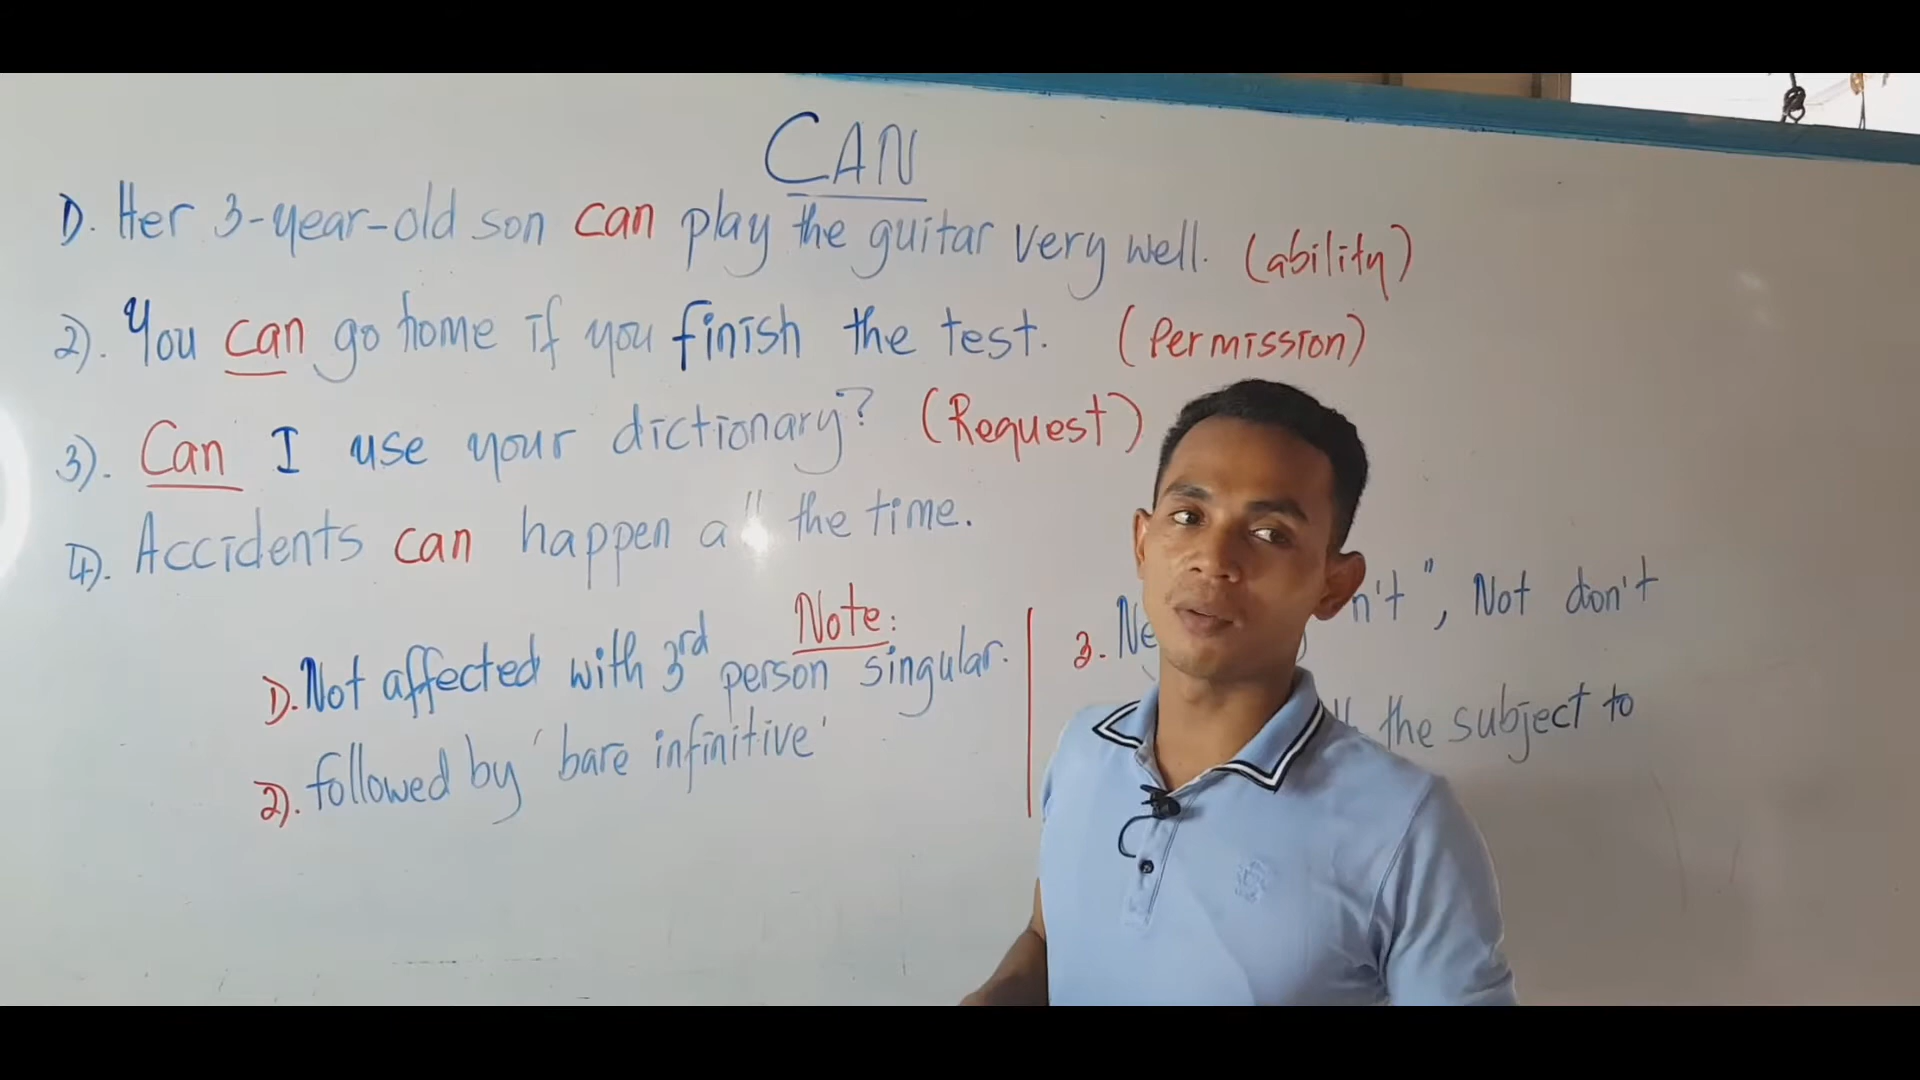 CAN
1). Her 3-year-old son can play the guitar very well. (ability)
2). You can go home if you finish the test. (Permission)
3). Can I use your dictionary? (Request)
4). Accidents can happen all the time.
Note:
1). Not affected with 3rd person singular.
2). followed by 'bare infinitive'
3. n't", Not don't
the subject to